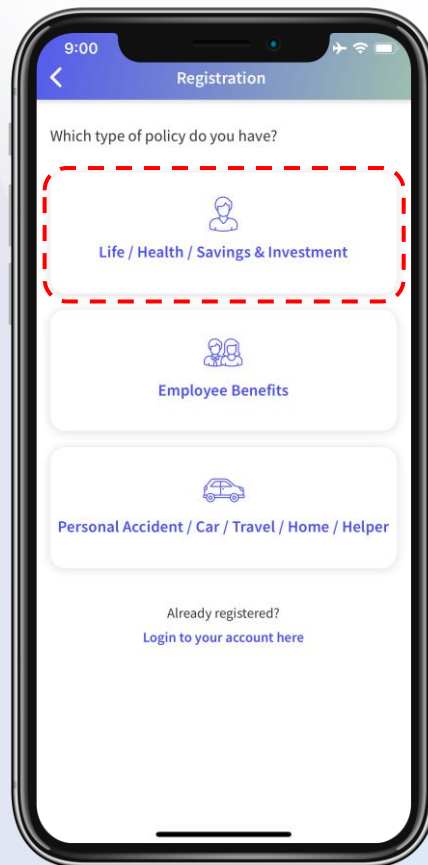 9:00
Registration
Which type of policy do you have?
Life / Health / Savings & Investment
Employee Benefits
Personal Accident / Car / Travel / Home / Helper
Already registered?
Login to your account here